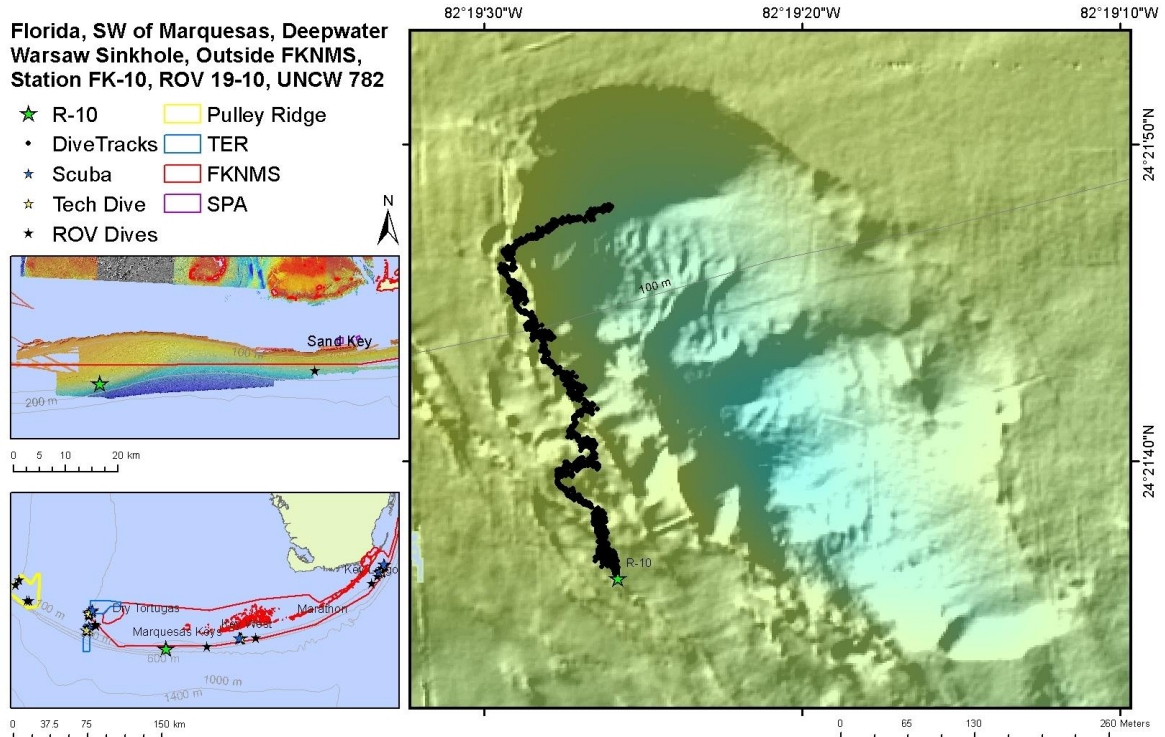 Florida, SW of Marquesas, Deepwater
Warsaw Sinkhole, Outside FKNMS,
Station FK-10, ROV 19-10, UNCW 782
R-10
Pulley Ridge
DiveTracks
TER
Scuba
FKNMS
Tech Dive
SPA
ROV Dives
N
Sand Key
100 m
200 m
0 5 10 20 km
Dry Tortugas
Marathon
Marquesas Keys
600 m
1000 m
1400 m
0 37.5 75 150 km
82°19'30"W 82°19'20"W 82°19'10"W
24°21'50"N
100 m
24°21'40"N
R-10
0 65 130 260 Meters